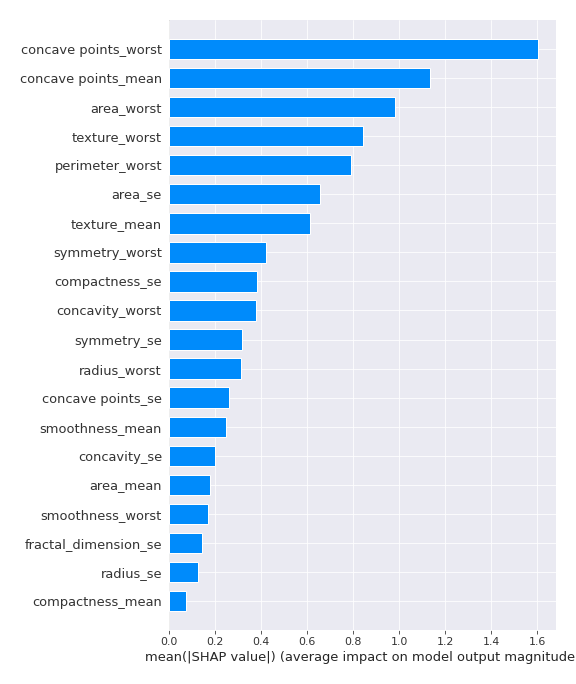 concave points_worst
concave points_mean
area_worst
texture_worst
perimeter_worst
area_se
texture_mean
symmetry_worst
compactness_se
concavity_worst
symmetry_se
radius_worst
concave points_se
smoothness_mean
concavity_se
area_mean
smoothness_worst
fractal_dimension_se
radius_se
compactness_mean
0.0 0.2 0.4 0.6 0.8 1.0 1.2 1.4 1.6
mean(|SHAP value|) (average impact on model output magnitude